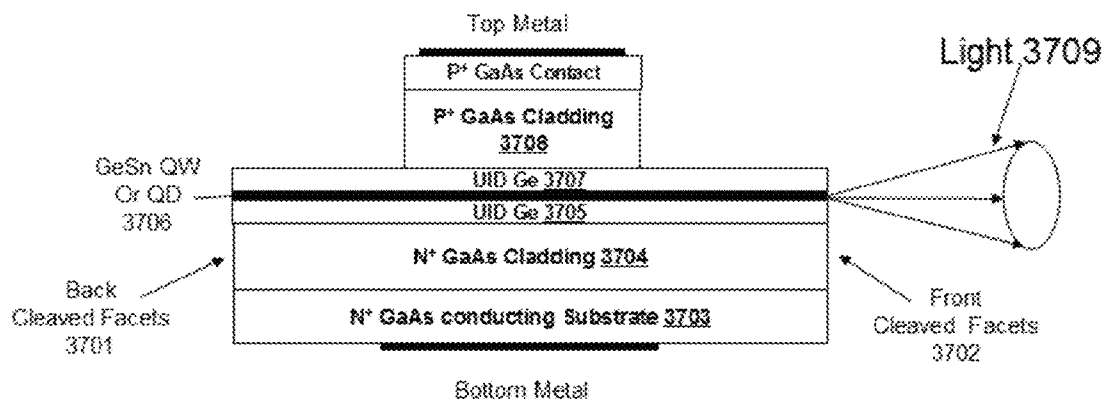 Top Metal
Light 3709
P+ GaAs Contact
P+ GaAs Cladding
3708
GeSn QW
Or QD
3706
UID Ge 3707
UID Ge 3705
N+ GaAs Cladding 3704
Back
Cleaved Facets
3701
N+ GaAs conducting Substrate 3703
Front
Cleaved Facets
3702
Bottom Metal